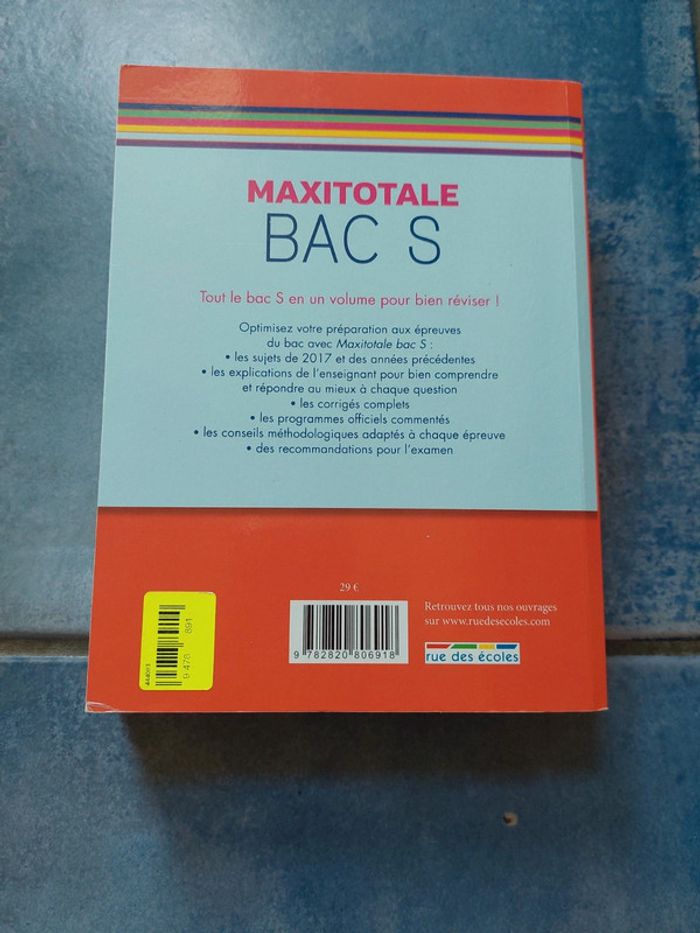 MAXITOTALE
BAC S
Tout le bac S en un volume pour bien réviser !
Optimisez votre préparation aux épreuves
du bac avec Maxitotale bac S :
• les sujets de 2017 et des années précédentes
• les explications de l'enseignant pour bien comprendre
et répondre au mieux à chaque question
• les corrigés complets
• les programmes officiels commentés
• les conseils méthodologiques adaptés à chaque épreuve
• des recommandations pour l'examen
29 €
9 782820 806918
Retrouvez tous nos ouvrages
sur www.ruedesecoles.com
rue des écoles
9 478 891